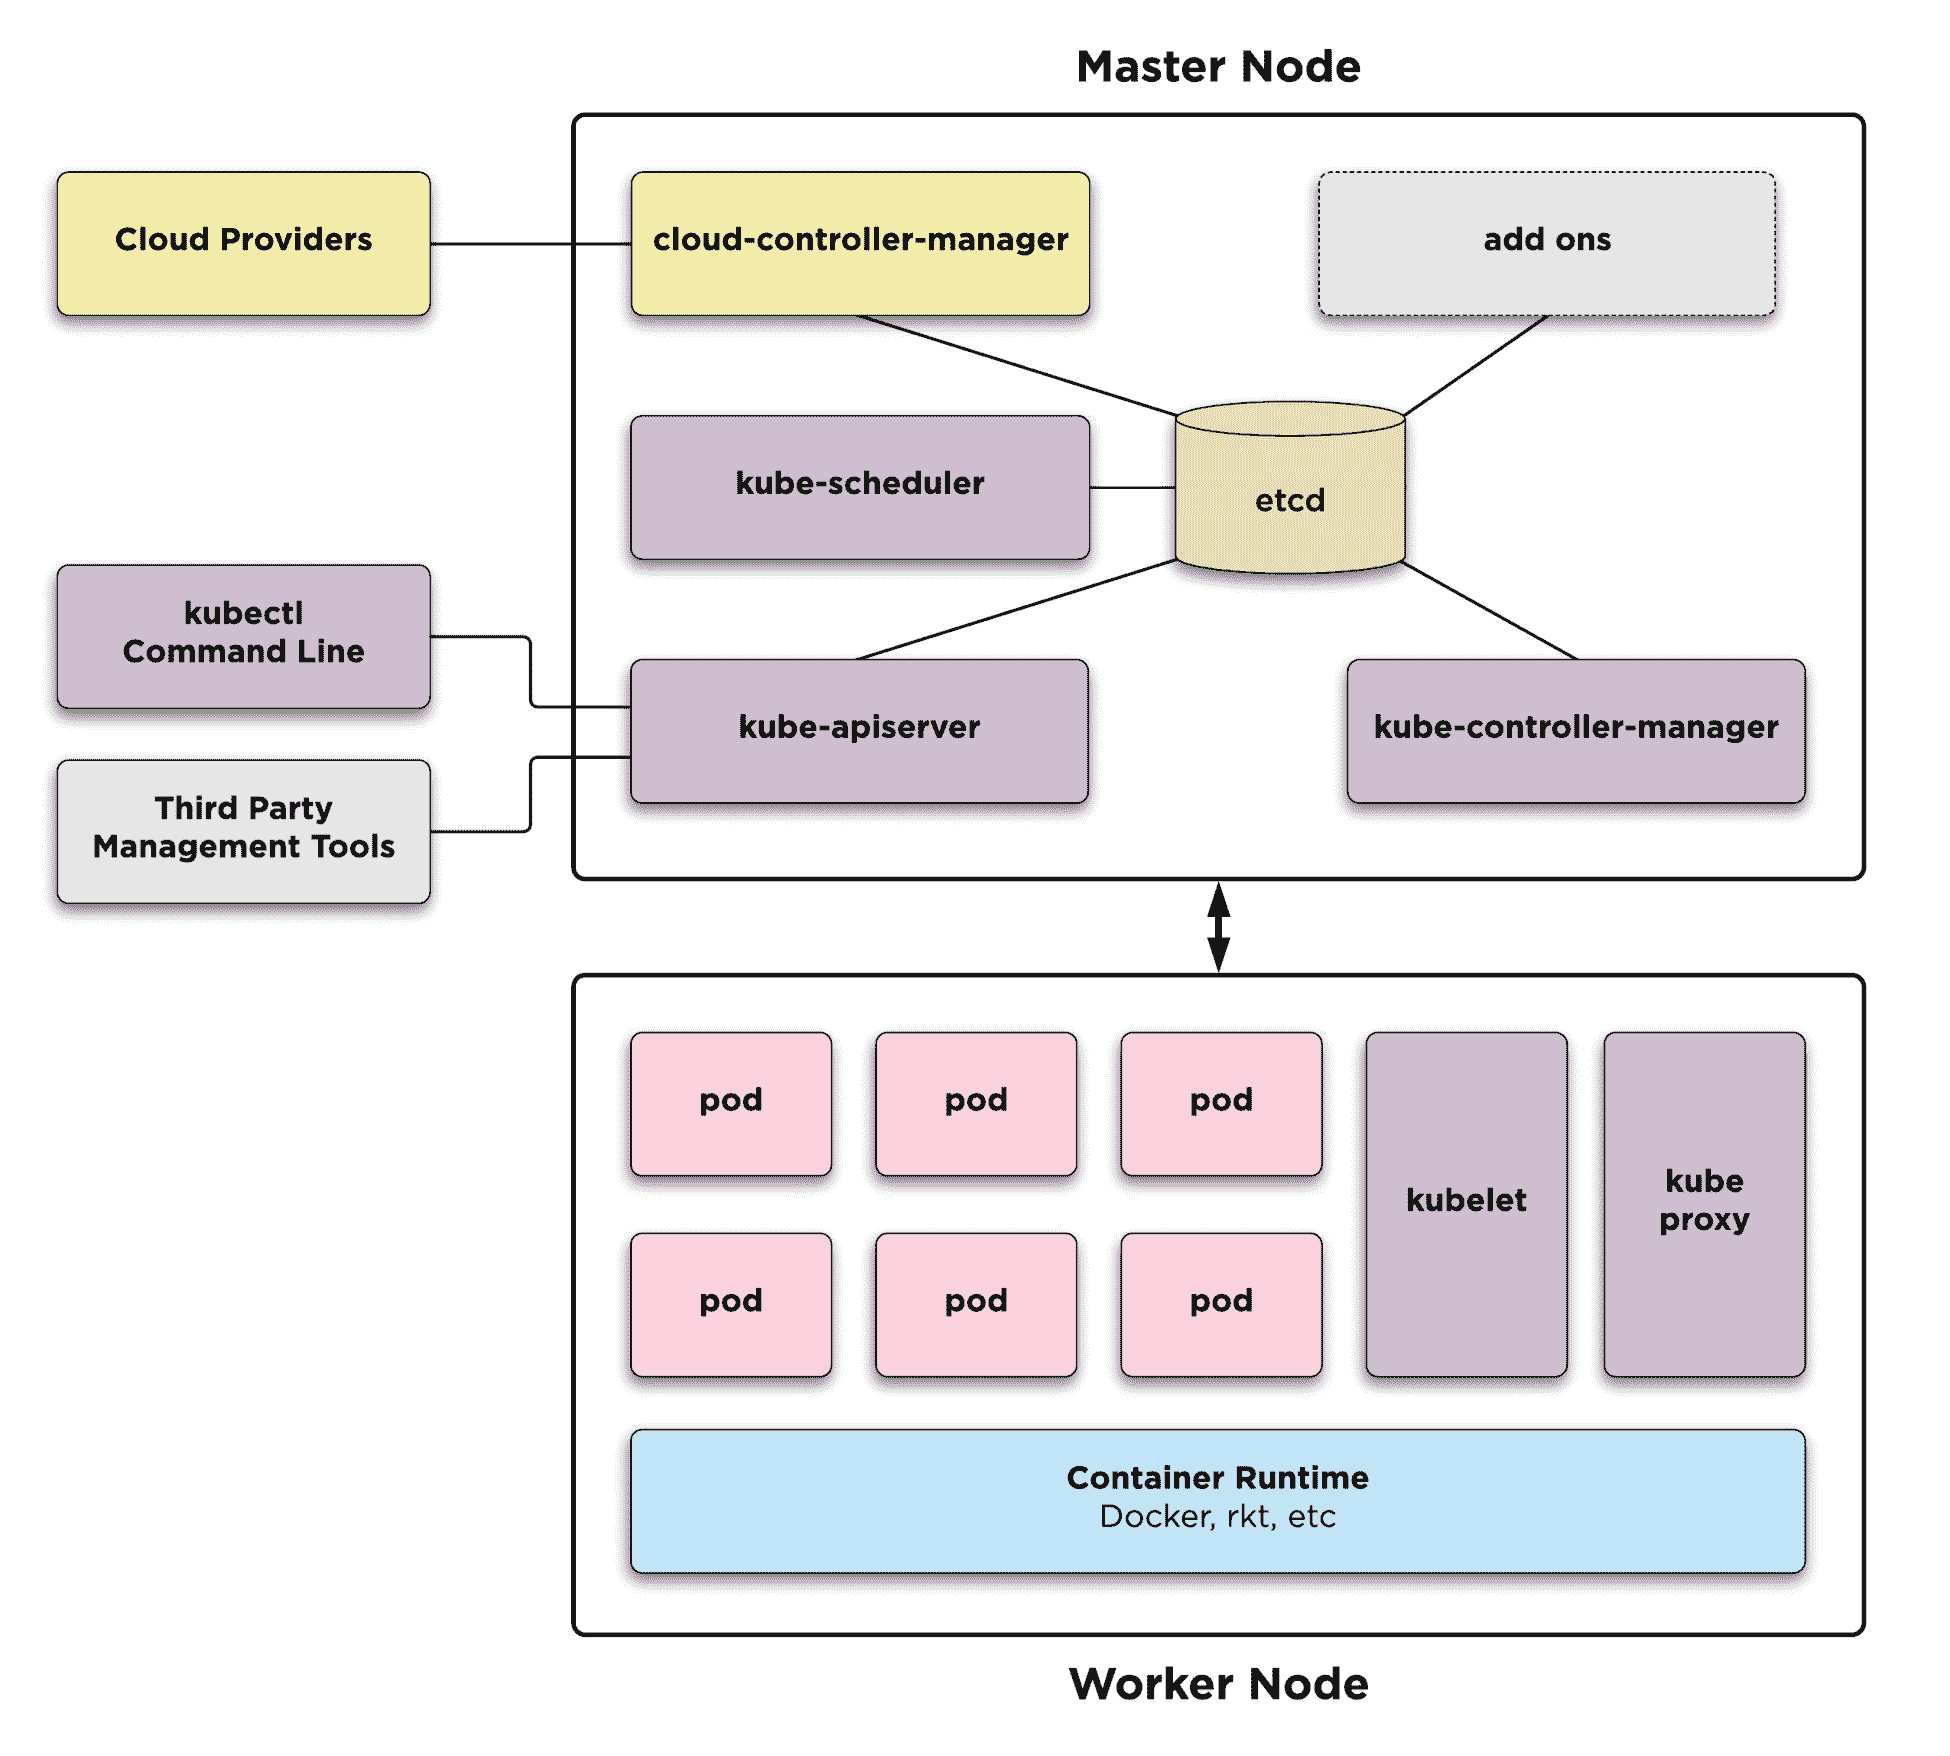 Master Node
Cloud Providers
cloud-controller-manager
add ons
kube-scheduler
etcd
kubectl
Command Line
kube-apiserver
kube-controller-manager
Third Party
Management Tools
pod
pod
pod
kubelet
kube
proxy
pod
pod
pod
Container Runtime
Docker, rkt, etc
Worker Node